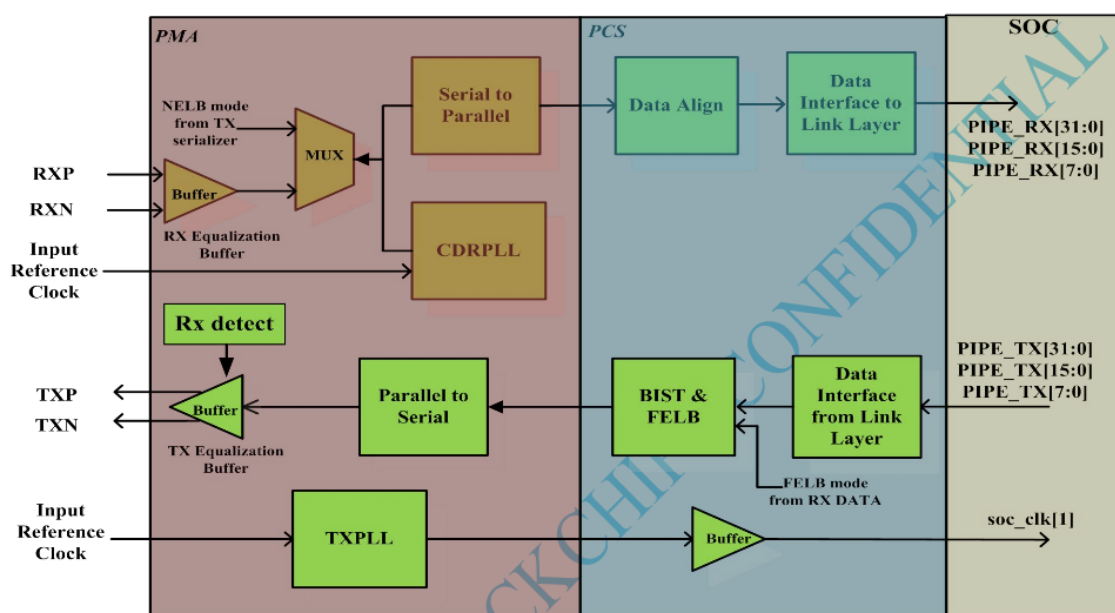 PMA
PCS
SOC
NELB mode
from TX
serializer
MUX
Serial to
Parallel
Data Align
Data
Interface to
Link Layer
PIPE_RX[31:0]
PIPE_RX[15:0]
PIPE_RX[7:0]
RXP
RXN
Buffer
RX Equalization
Buffer
Input
Reference
Clock
CDRPLL
Rx detect
TXP
TXN
Buffer
TX Equalization
Buffer
Parallel to
Serial
BIST &
FELB
Data
Interface from
Link
Layer
PIPE_TX[31:0]
PIPE_TX[15:0]
PIPE_TX[7:0]
FELB mode
from RX DATA
Input
Reference
Clock
TXPLL
Buffer
soc_clk[1]
CONFIDENTIAL